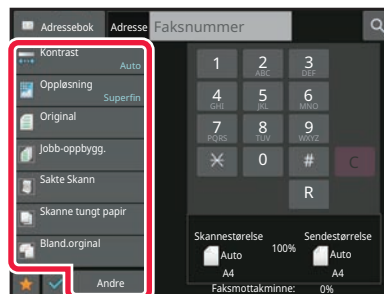 Adressebok
Adresse
Faksnummer
Kontrast
Auto
Oppløsning
Superfin
Original
Jobb-oppbygg.
Sakte Skann
Skanne tungt papir
Bland.orginal
Andre
1
2
ABC
3
DEF
4
GHI
5
JKL
6
MNO
7
PQRS
8
TUV
9
WXYZ
0
#
C
R
Skannestørelse
Sendestørrelse
Auto
100%
Auto
A4
A4
Faksmottakminne:
0%